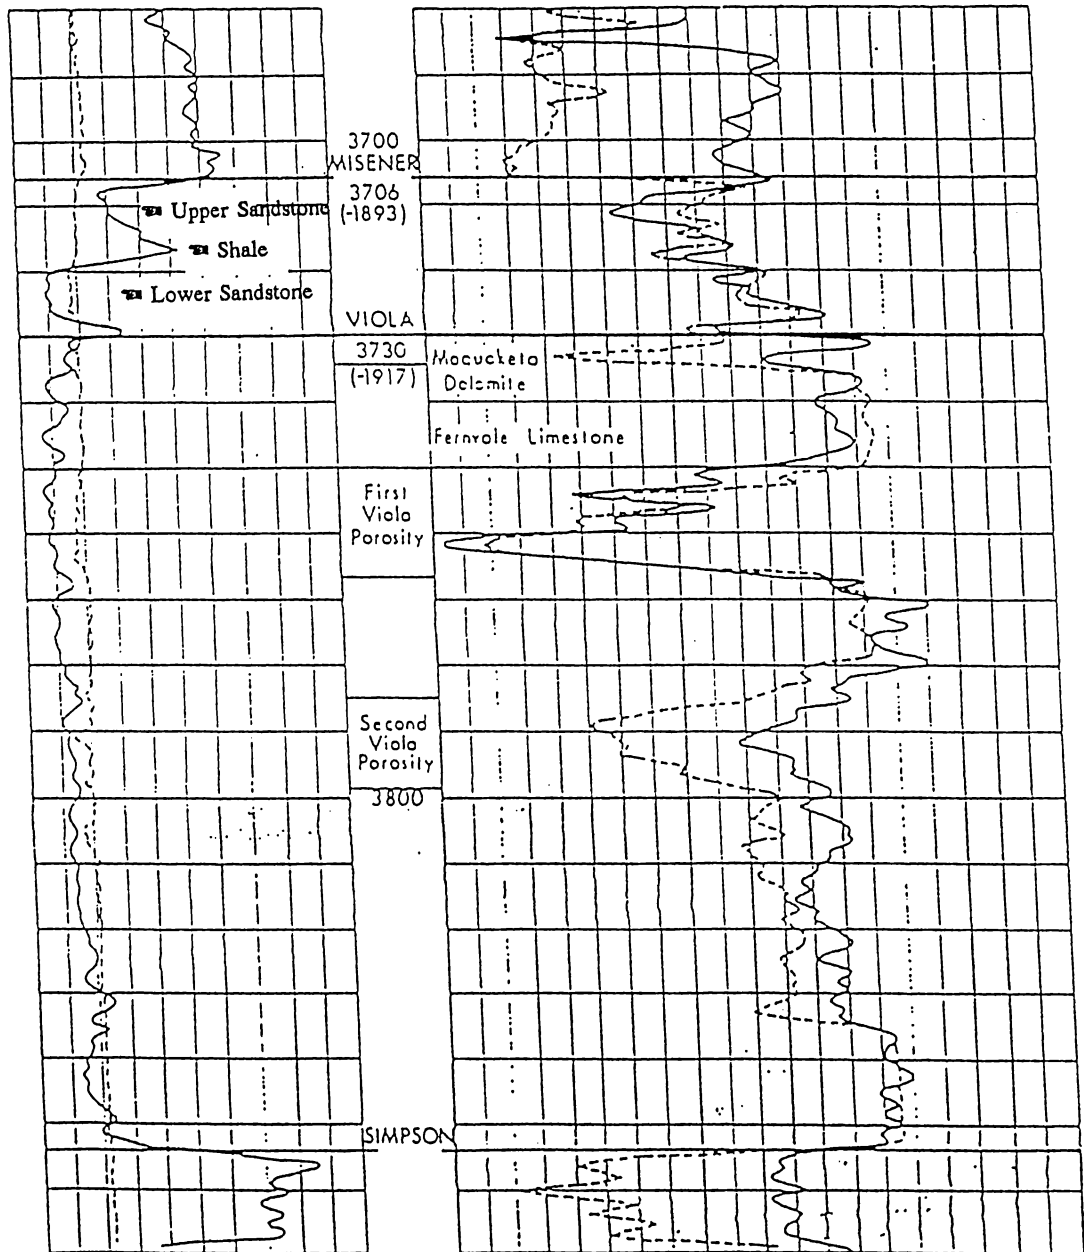 3700
MISENER
3706
(-1893)
☜ Upper Sandstone
☜ Shale
☜ Lower Sandstone
VIOLA
3730
(-1917)
Maquoketa
Dolomite
Fernvale Limestone
First
Viola
Porosity
Second
Viola
Porosity
3800
SIMPSON